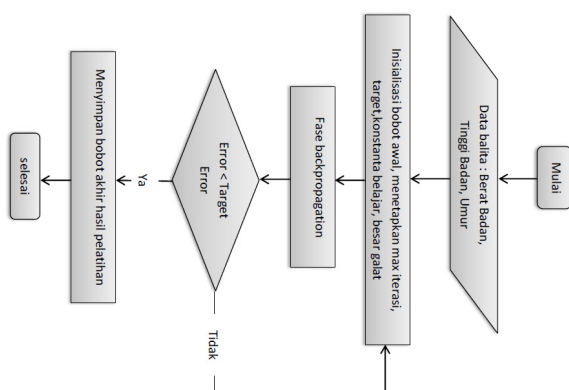 Mulai
Data balita : Berat Badan,
Tinggi Badan, Umur
Inisialisasi bobot awal, menetapkan max iterasi,
target,konstanta belajar, besar galat
Fase backpropagation
Error < Target
Error
Tidak
Ya
Menyimpan bobot akhir hasil pelatihan
selesai